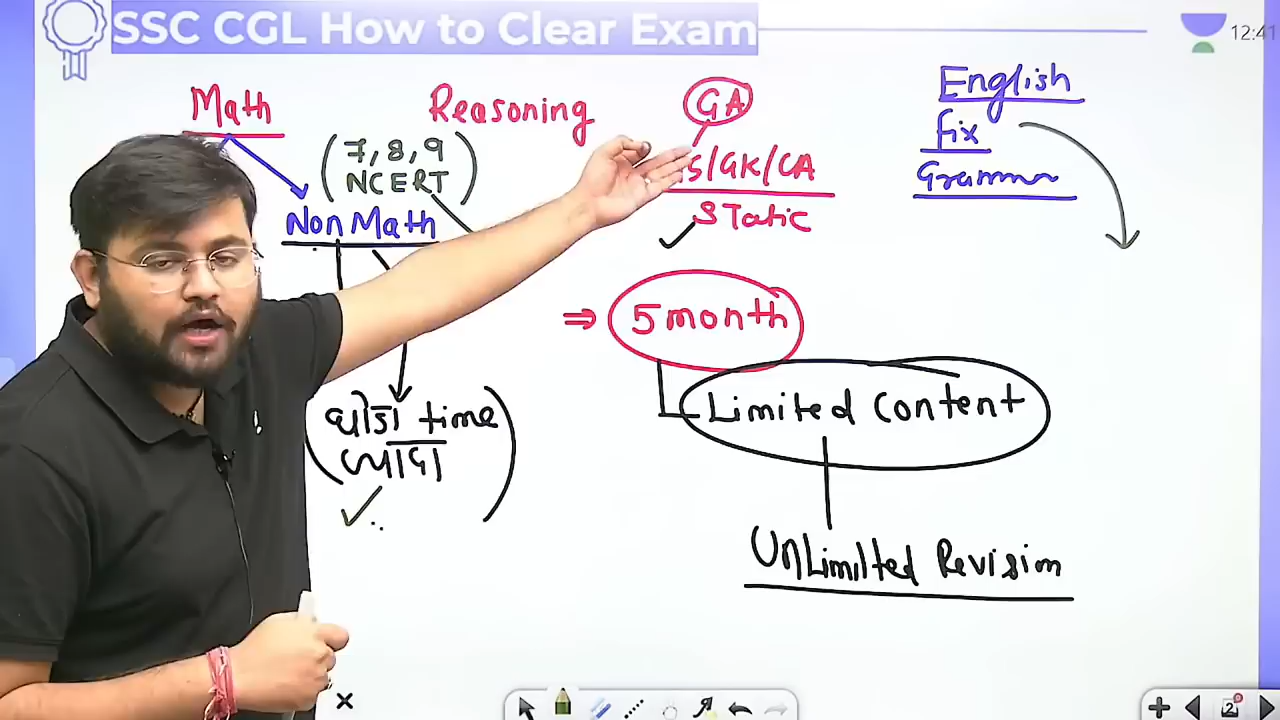 SSC CGL How to Clear Exam
12:41
Math
Reasoning
GA
English
(7, 8, 9
NCERT)
s/GK/CA
Fix
Grammar
Non Math
Static
⇒ 5 month
Limited Content
थोडा time
ज्यादा
UnLimited Revision
2